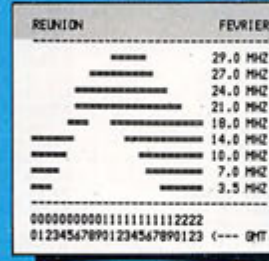 REUNION FEVRIER
29.0 MHZ
27.0 MHZ
24.0 MHZ
21.0 MHZ
18.0 MHZ
14.0 MHZ
10.0 MHZ
7.0 MHZ
3.5 MHZ
000000000011111111112222
012345678901234567890123 (--- GMT